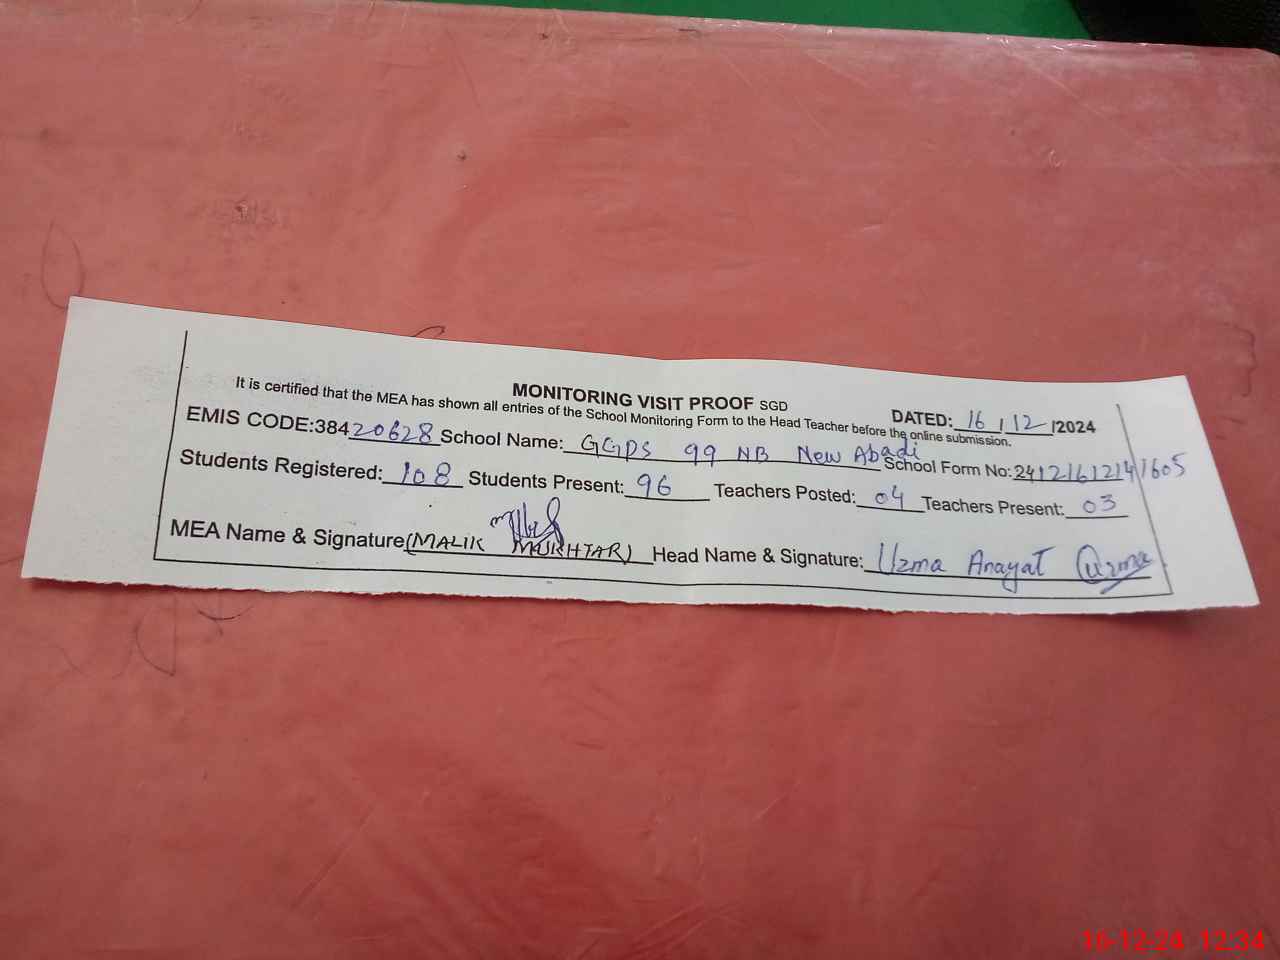 MONITORING VISIT PROOF SGD
DATED: 16/12/2024
It is certified that the MEA has shown all entries of the School Monitoring Form to the Head Teacher before the online submission.
EMIS CODE:38420628 School Name: GGPS 99 NB New Abadi School Form No:
Students Registered: 108 Students Present: 96 Teachers Posted: 04 Teachers Present: 03
MEA Name & Signature (MALIK MUKHTAR) Head Name & Signature: Uzma Anayat Uzma
16-12-24 12:34